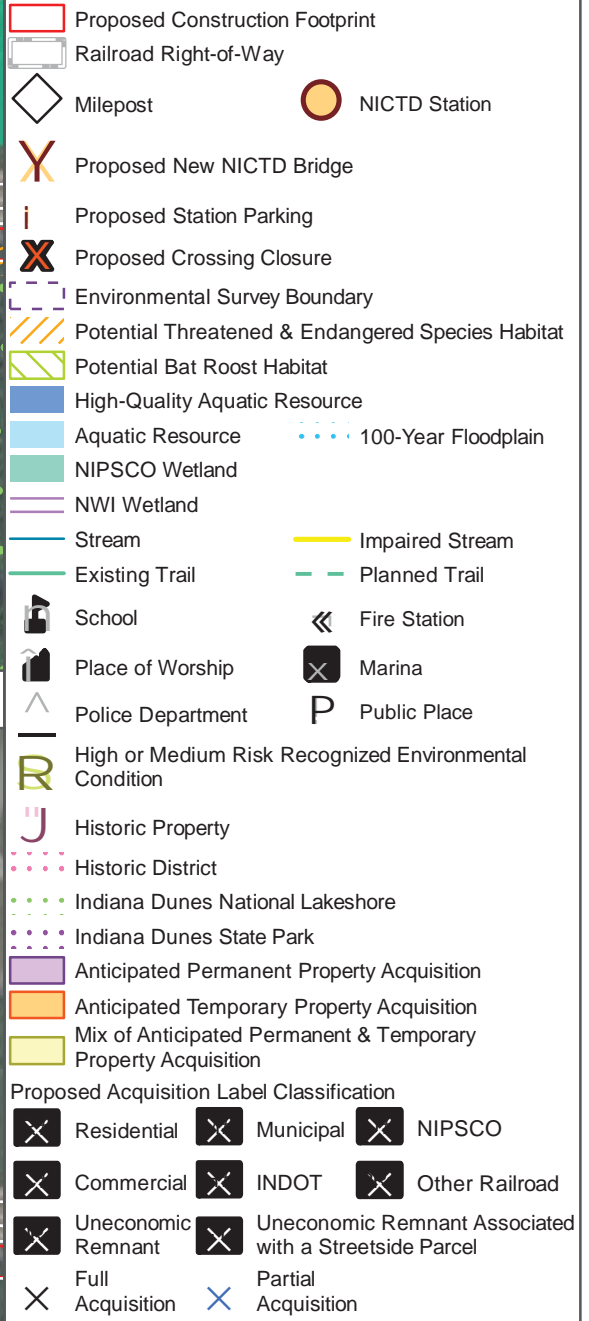 Proposed Construction Footprint
Railroad Right-of-Way
Milepost
NICTD Station
Proposed New NICTD Bridge
Proposed Station Parking
Proposed Crossing Closure
Environmental Survey Boundary
Potential Threatened & Endangered Species Habitat
Potential Bat Roost Habitat
High-Quality Aquatic Resource
Aquatic Resource
100-Year Floodplain
NIPSCO Wetland
NWI Wetland
Stream
Impaired Stream
Existing Trail
Planned Trail
School
Fire Station
Place of Worship
Marina
Police Department
P Public Place
High or Medium Risk Recognized Environmental
Condition
Historic Property
Historic District
Indiana Dunes National Lakeshore
Indiana Dunes State Park
Anticipated Permanent Property Acquisition
Anticipated Temporary Property Acquisition
Mix of Anticipated Permanent & Temporary
Property Acquisition
Proposed Acquisition Label Classification
Residential
Municipal
NIPSCO
Commercial
INDOT
Other Railroad
Uneconomic
Remnant
Uneconomic Remnant Associated
with a Streetside Parcel
Full
Acquisition
Partial
Acquisition